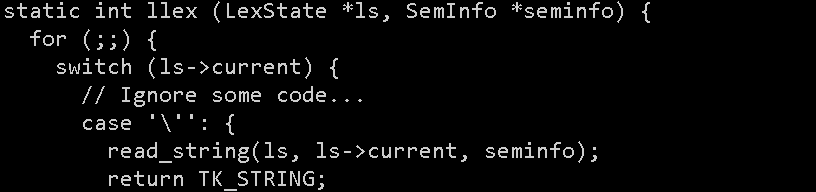 static int llex (LexState *ls, SemInfo *seminfo) {
  for (;;) {
    switch (ls->current) {
      // Ignore some code...
      case '\'': {
        read_string(ls, ls->current, seminfo);
        return TK_STRING;